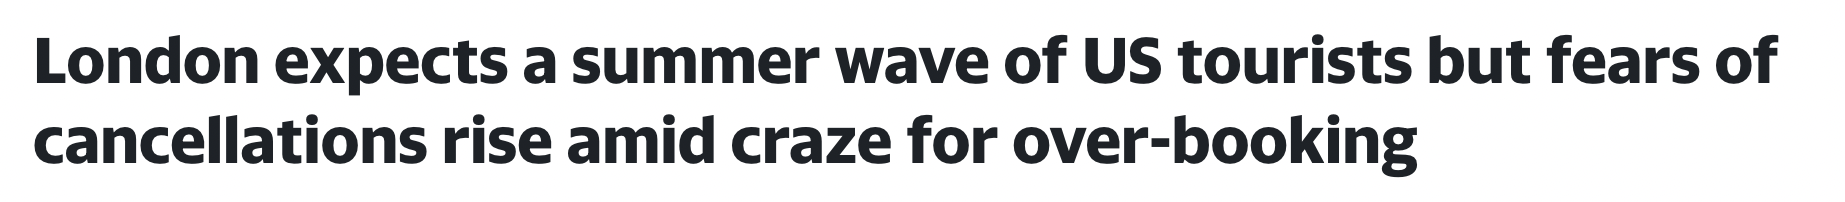 London expects a summer wave of US tourists but fears of
cancellations rise amid craze for over-booking